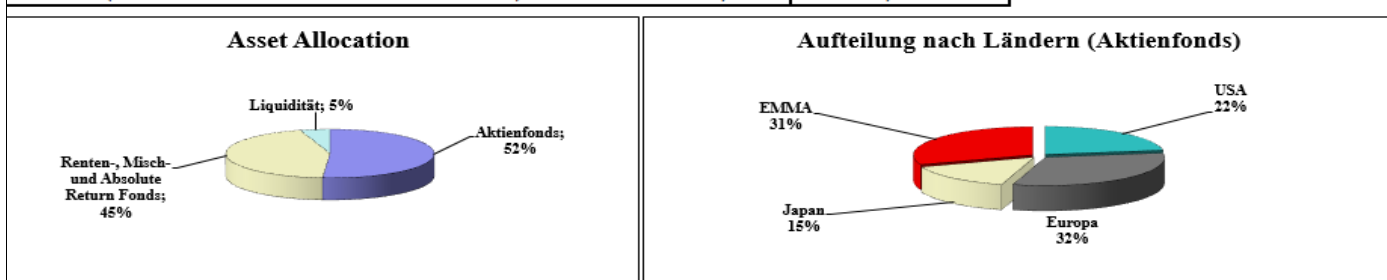 Asset Allocation
Liquidität; 5%
Aktienfonds;
52%
Renten-, Misch-
und Absolute
Return Fonds;
45%
Aufteilung nach Ländern (Aktienfonds)
USA
22%
EMMA
31%
Japan
15%
Europa
32%